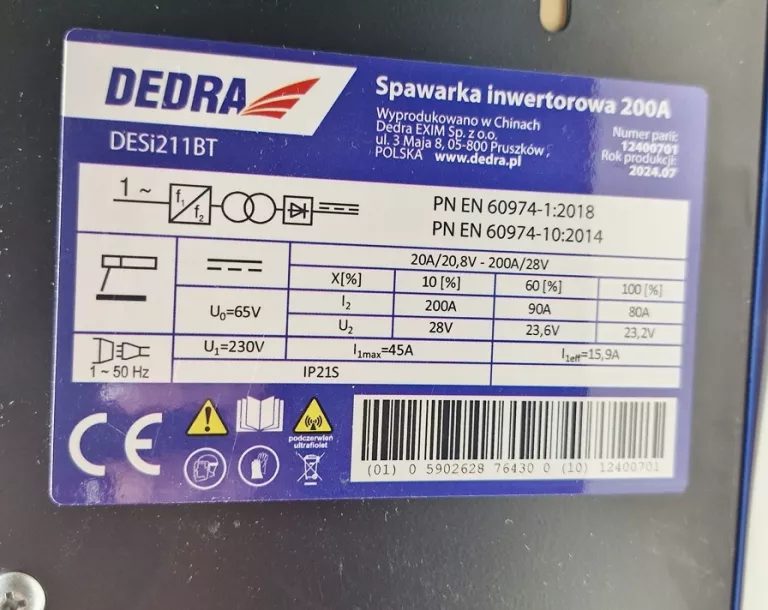 DEDRA
DESi211BT
Spawarka inwertorowa 200A
Wyprodukowano w Chinach
Dedra EXIM Sp. z o.o.
ul. 3 Maja 8, 05-800 Pruszków,
POLSKA www.dedra.pl
Numer partii:
12400701
Rok produkcji:
2024.07
1 ~
f1
f2
PN EN 60974-1:2018
PN EN 60974-10:2014
20A/20,8V - 200A/28V
X[%] 10 [%] 60 [%] 100 [%]
U0=65V
I2 200A 90A 80A
U2 28V 23,6V 23,2V
1 ~ 50 Hz
U1=230V I1max=45A I1eff=15,9A
IP21S
CE
podczerwień
ultrafiolet
(01) 0 5902628 76430 0 (10) 12400701